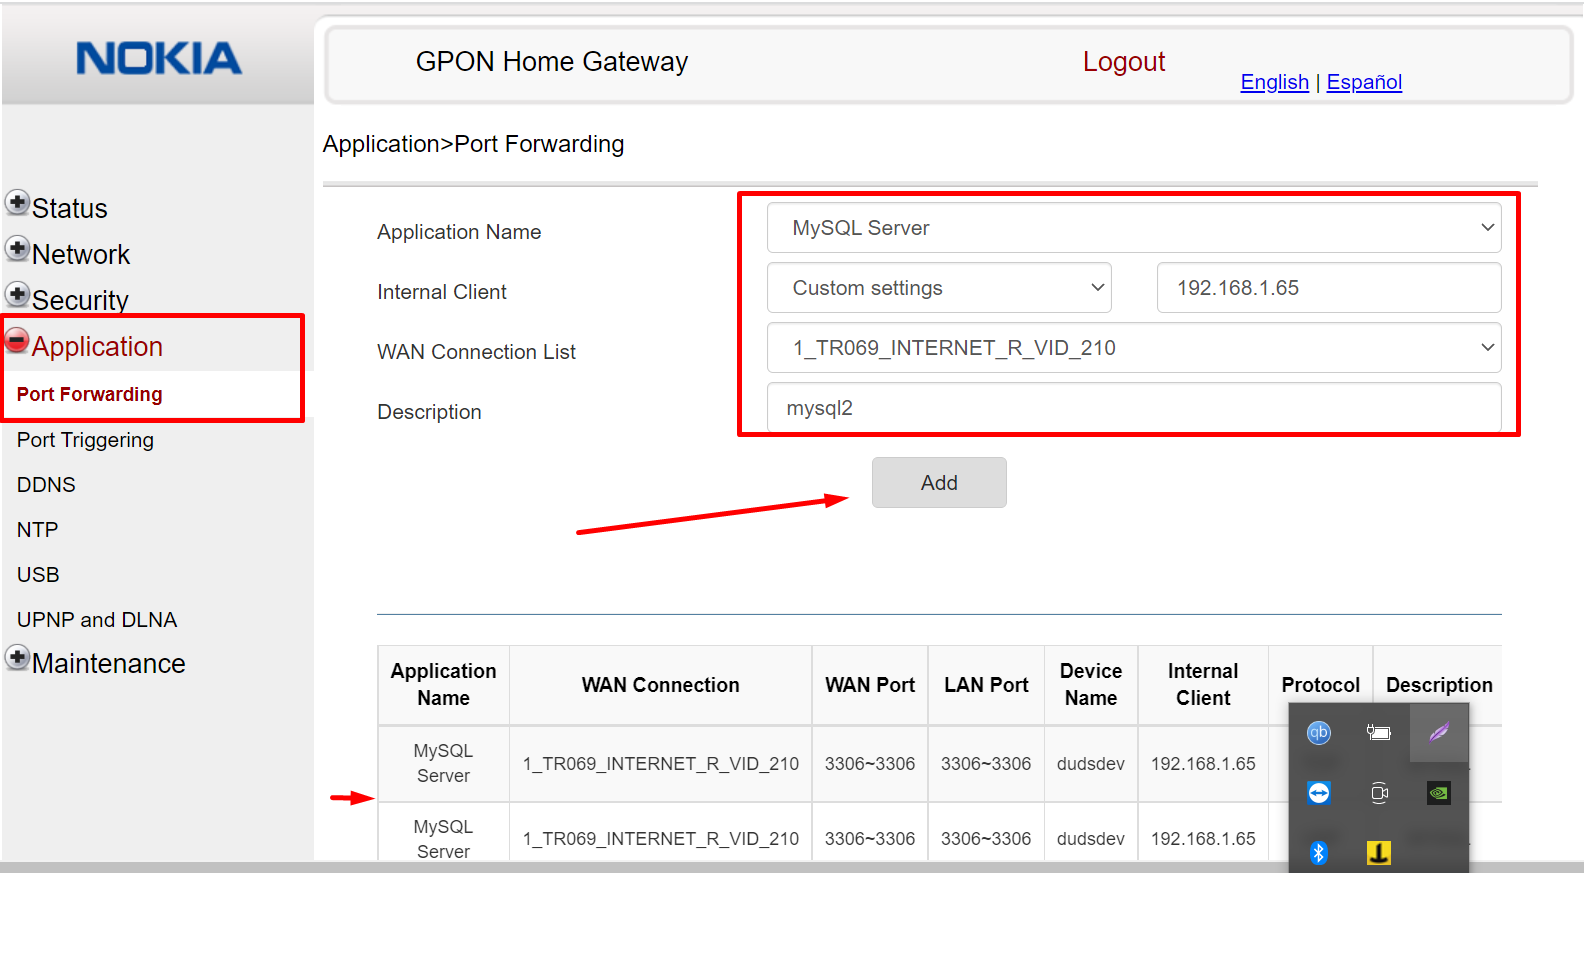 NOKIA
GPON Home Gateway
Logout
English | Español
Application>Port Forwarding
Status
Network
Security
Application
Port Forwarding
Port Triggering
DDNS
NTP
USB
UPNP and DLNA
Maintenance
Application Name
MySQL Server
Internal Client
Custom settings
192.168.1.65
WAN Connection List
1_TR069_INTERNET_R_VID_210
Description
mysql2
Add
Application Name
WAN Connection
WAN Port
LAN Port
Device Name
Internal Client
Protocol
Description
MySQL Server
1_TR069_INTERNET_R_VID_210
3306~3306
3306~3306
dudsdev
192.168.1.65
MySQL Server
1_TR069_INTERNET_R_VID_210
3306~3306
3306~3306
dudsdev
192.168.1.65
qb